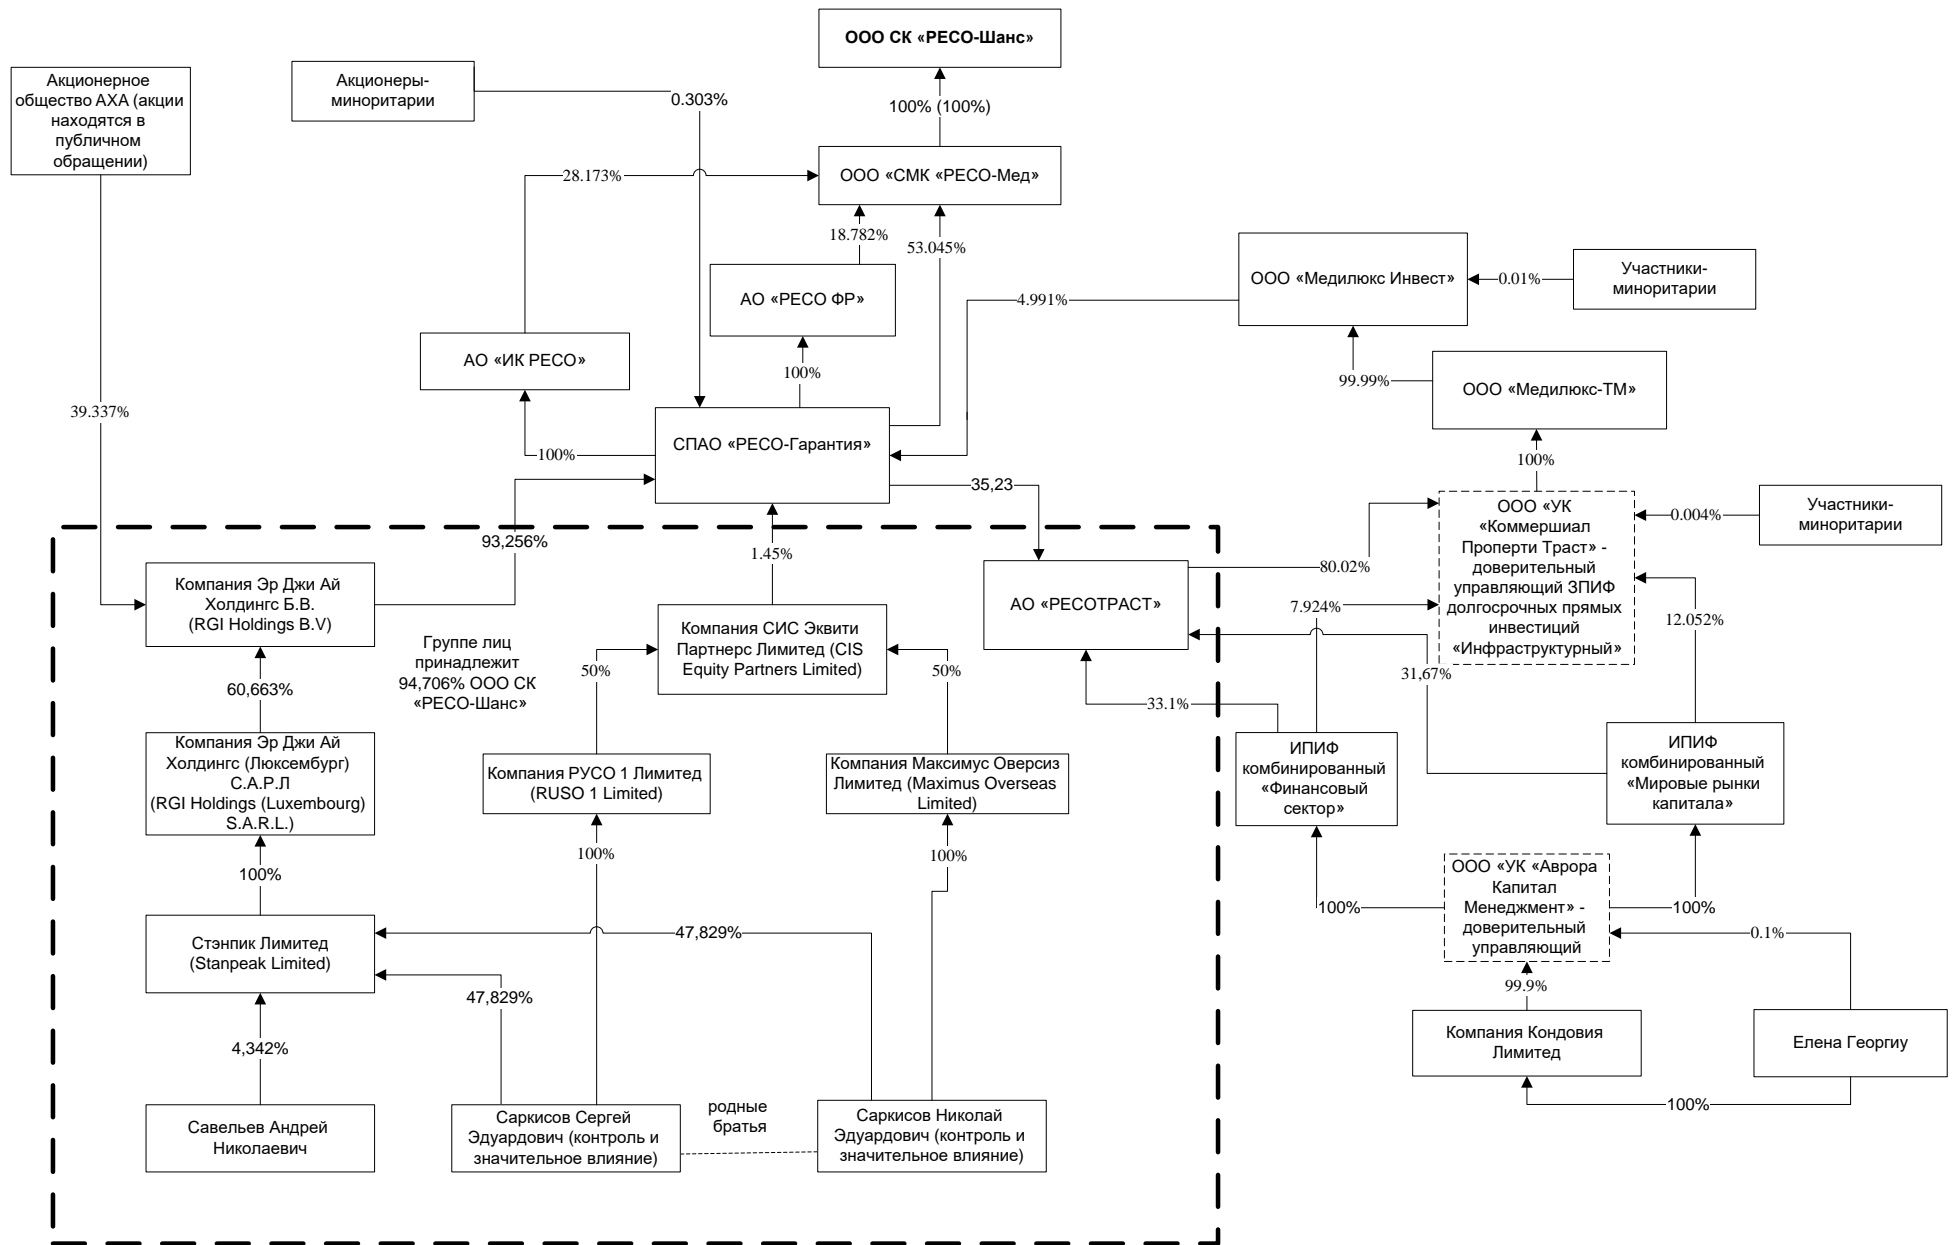 ООО СК «РЕСО-Шанс»
Акционерное
общество АХА (акции
находятся в
публичном
обращении)
Акционеры-
миноритарии
0.303%
100% (100%)
28.173%
ООО «СМК «РЕСО-Мед»
18.782%
53.045%
АО «РЕСО ФР»
ООО «Медилюкс Инвест»
0.01%
Участники-
миноритарии
4.991%
АО «ИК РЕСО»
100%
99.99%
ООО «Медилюкс-ТМ»
39.337%
СПАО «РЕСО-Гарантия»
100%
100%
35,23
93,256%
1.45%
80.02%
ООО «УК
«Коммершиал
Проперти Траст» -
доверительный
управляющий ЗПИФ
долгосрочных прямых
инвестиций
«Инфраструктурный»
0.004%
Участники-
миноритарии
Компания Эр Джи Ай
Холдингс Б.В.
(RGI Holdings B.V)
Группе лиц
принадлежит
94,706% ООО СК
«РЕСО-Шанс»
Компания СИС Эквити
Партнерс Лимитед (CIS
Equity Partners Limited)
АО «РЕСОТРАСТ»
7.924%
12.052%
50%
50%
31,67%
60,663%
33.1%
Компания Эр Джи Ай
Холдингс (Люксембург)
С.А.Р.Л
(RGI Holdings (Luxembourg)
S.A.R.L.)
Компания РУСО 1 Лимитед
(RUSO 1 Limited)
Компания Максимус Оверсиз
Лимитед (Maximus Overseas
Limited)
ИПИФ
комбинированный
«Финансовый
сектор»
ИПИФ
комбинированный
«Мировые рынки
капитала»
100%
100%
100%
100%
ООО «УК «Аврора
Капитал
Менеджмент» -
доверительный
управляющий
100%
Стэнпик Лимитед
(Stanpeak Limited)
47,829%
47,829%
0.1%
99.9%
4,342%
Компания Кондовия
Лимитед
Елена Георгиу
100%
Савельев Андрей
Николаевич
Саркисов Сергей
Эдуардович (контроль и
значительное влияние)
родные
братья
Саркисов Николай
Эдуардович (контроль и
значительное влияние)